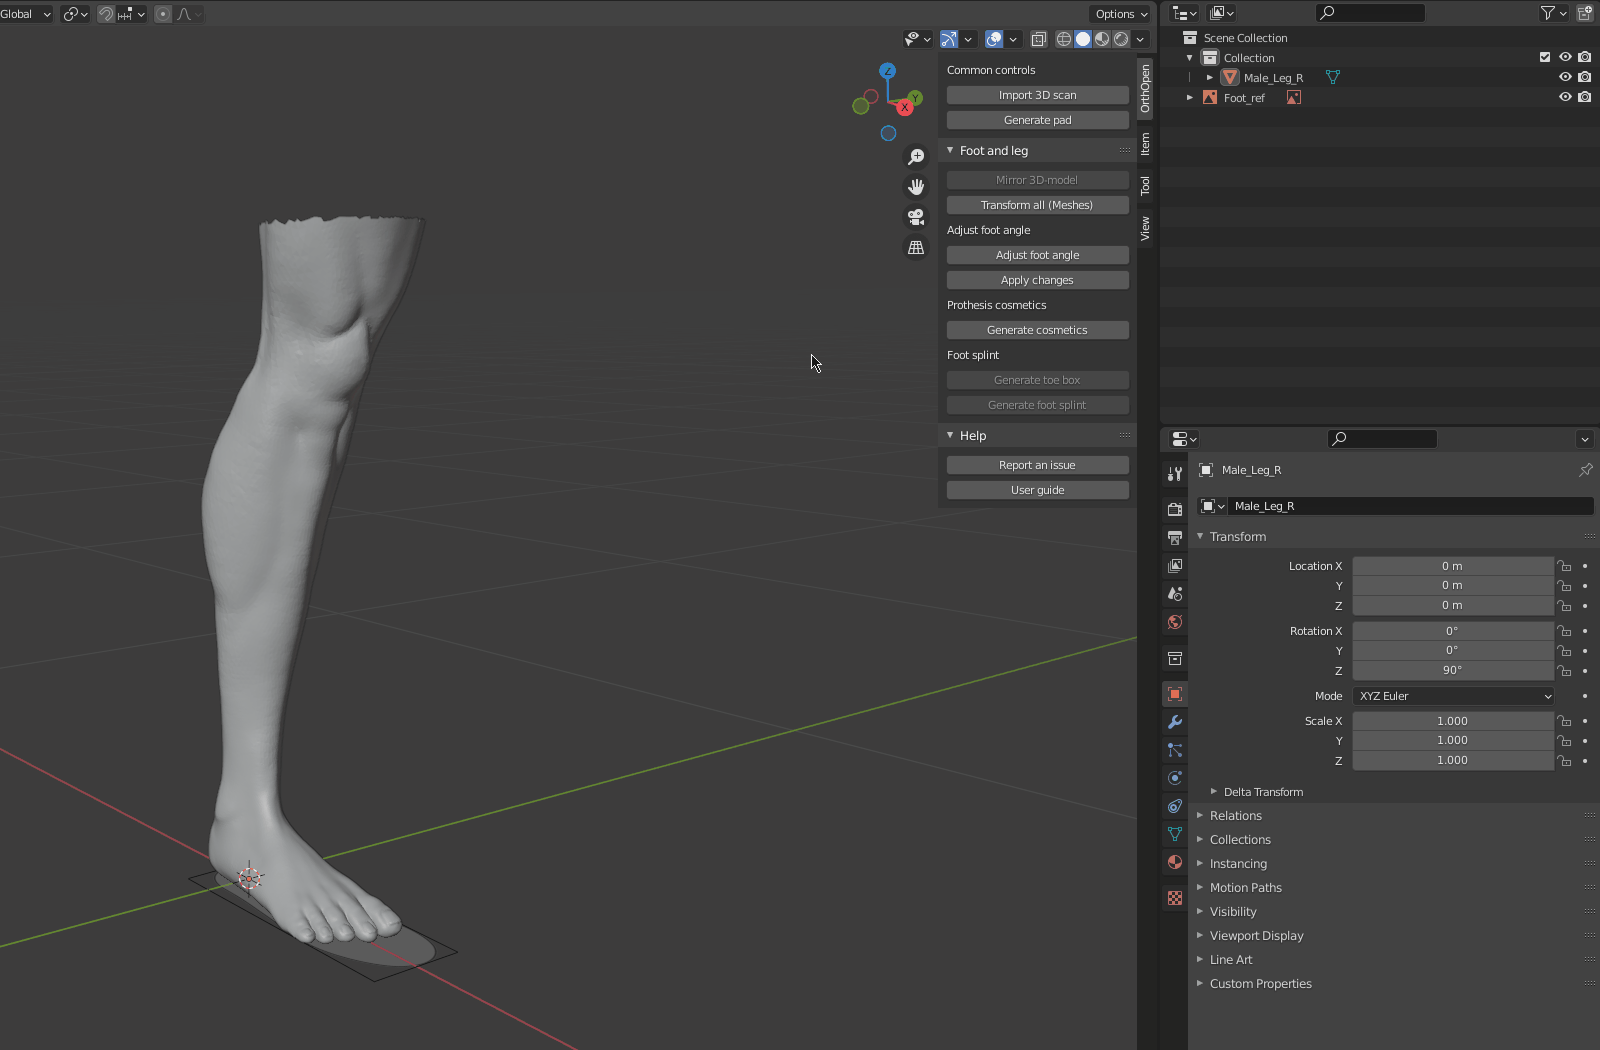 Global
Options
Z
Y
X
Common controls
Import 3D scan
Generate pad
Foot and leg
Mirror 3D-model
Transform all (Meshes)
Adjust foot angle
Adjust foot angle
Apply changes
Prothesis cosmetics
Generate cosmetics
Foot splint
Generate toe box
Generate foot splint
Help
Report an issue
User guide
OrthOpen
Item
Tool
View
Scene Collection
Collection
Male_Leg_R
Foot_ref
Male_Leg_R
Male_Leg_R
Transform
Location X 0 m
Y 0 m
Z 0 m
Rotation X 0°
Y 0°
Z 90°
Mode XYZ Euler
Scale X 1.000
Y 1.000
Z 1.000
Delta Transform
Relations
Collections
Instancing
Motion Paths
Visibility
Viewport Display
Line Art
Custom Properties